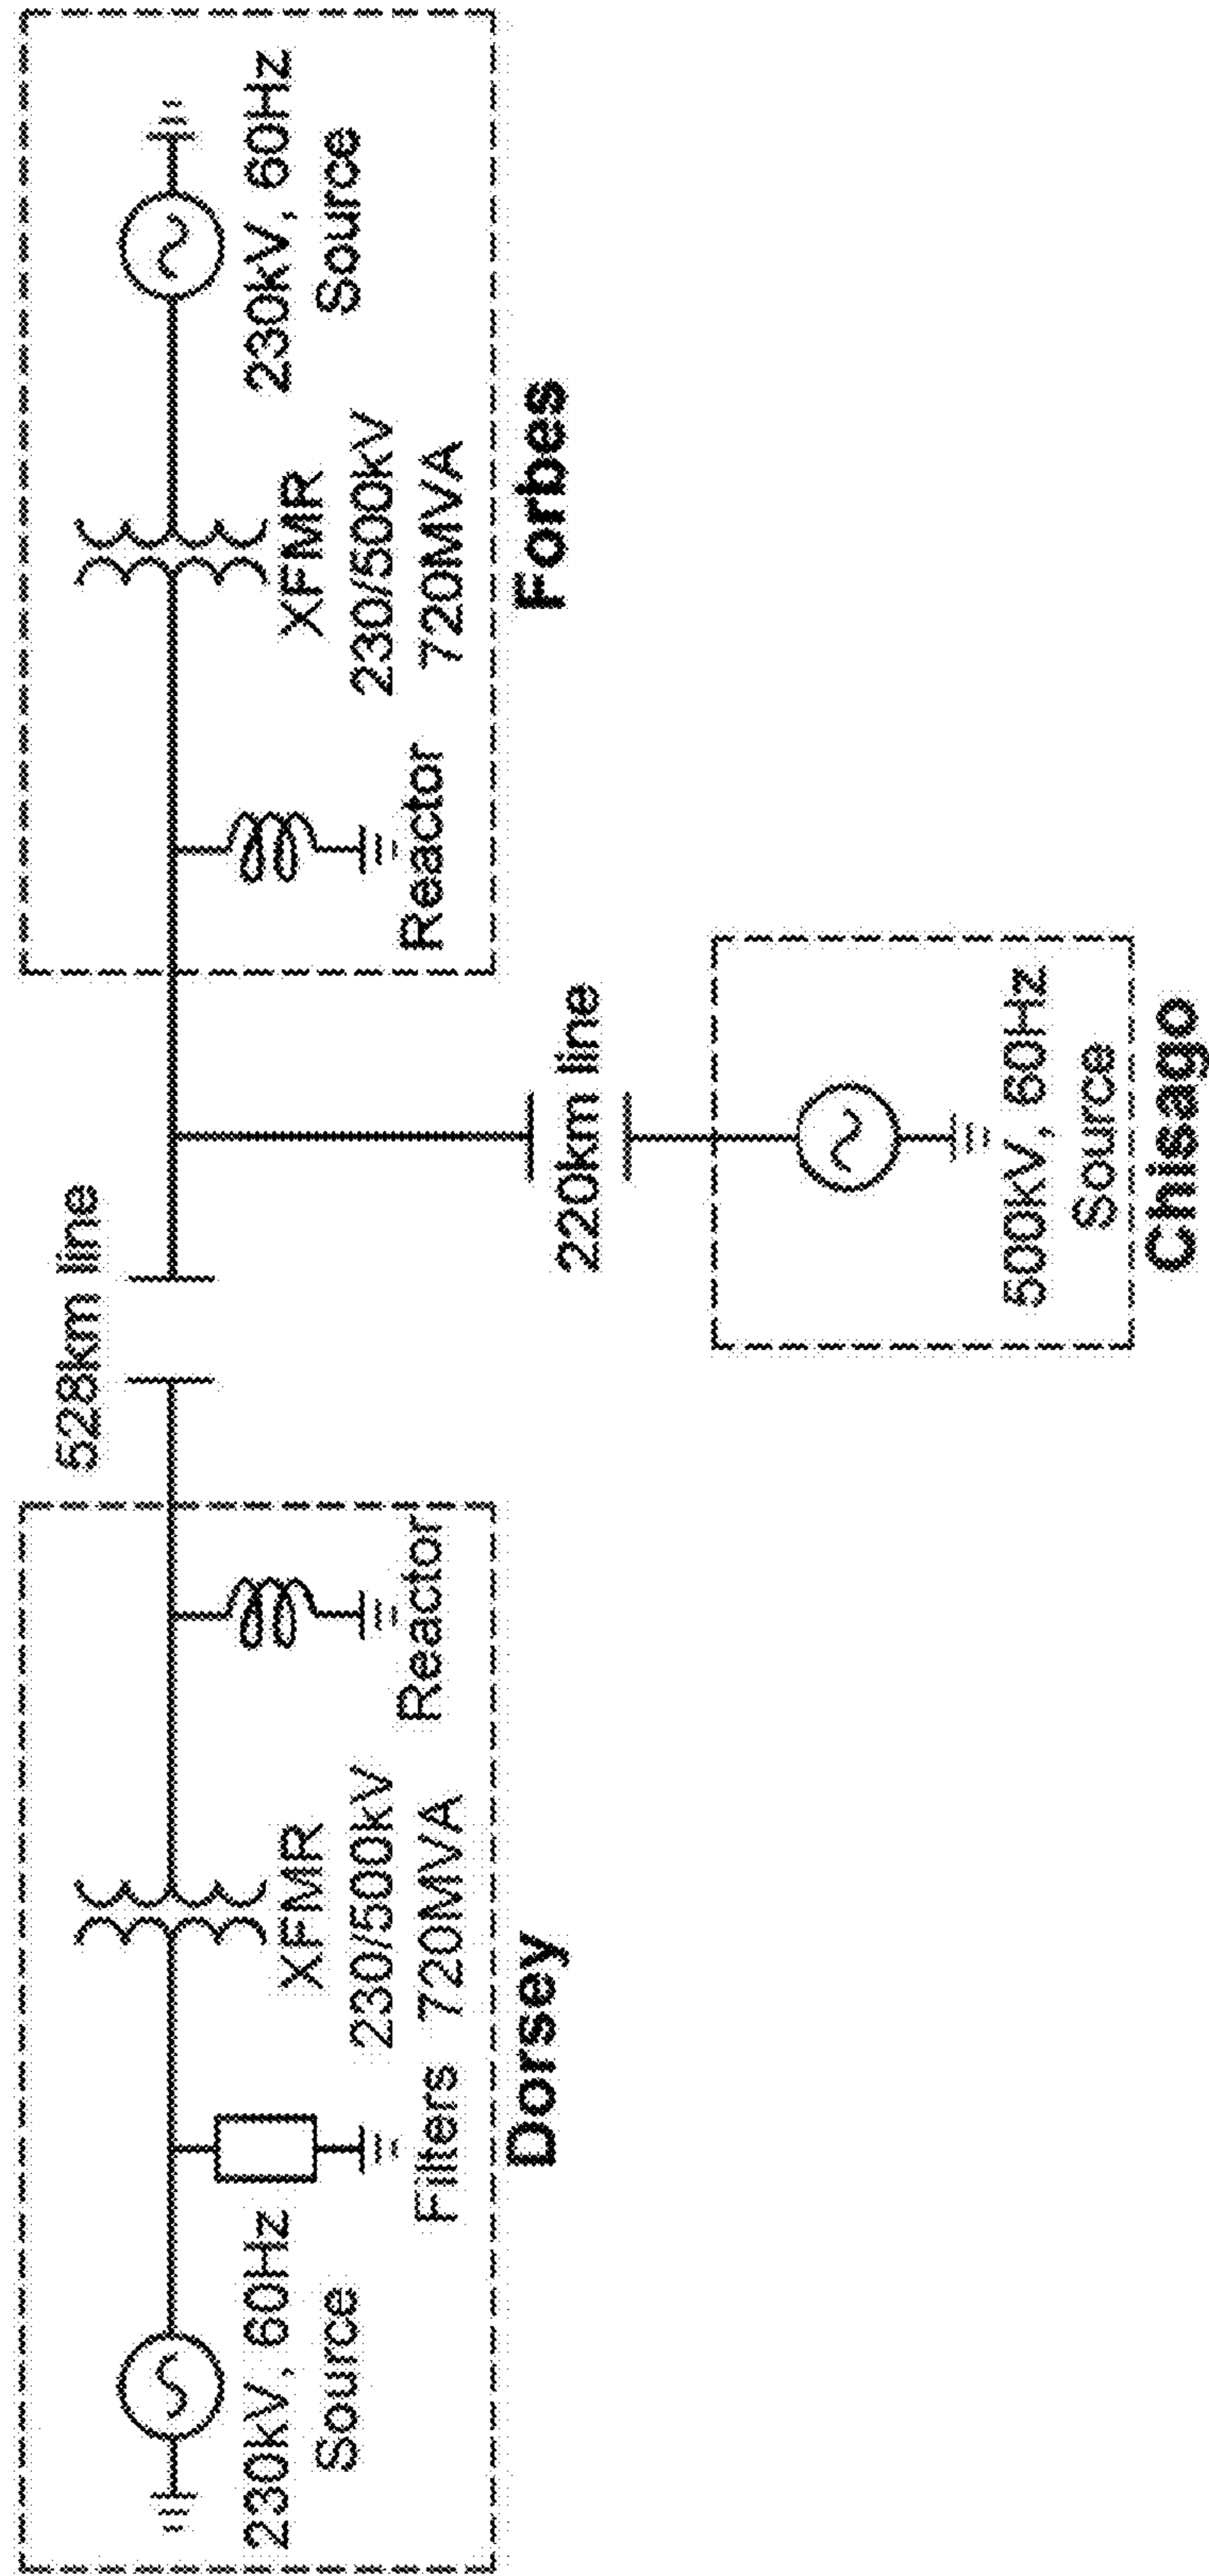 528km line
230kV, 60Hz
Source
Filters
XFMR
230/500kV
720MVA
Reactor
Dorsey
Reactor
XFMR
230/500kV
720MVA
230kV, 60Hz
Source
Forbes
220km line
500kV, 60Hz
Source
Chisago